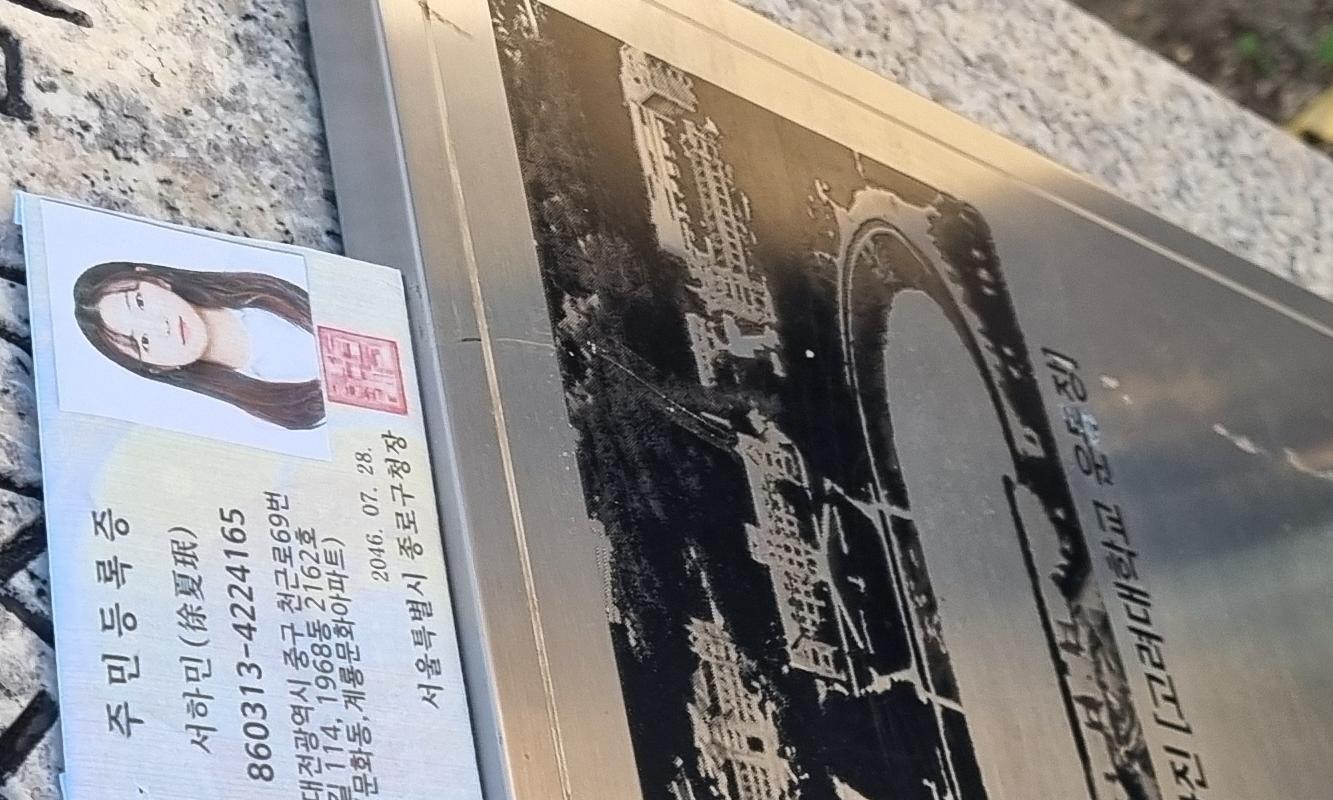 주민등록증
서하민(徐夏珉)
860313-4224165
대전광역시 중구 천근로69번
길 114, 1968동 2162호
문화동, 계룡문화아파트)
2046. 07. 28.
서울특별시 종로구청장
진 [고려대학교 운동장]